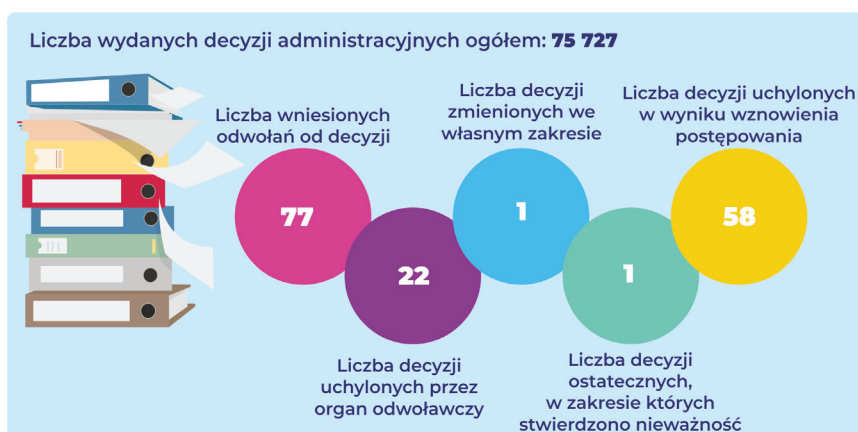 Liczba wydanych decyzji administracyjnych ogółem: 75 727
Liczba wniesionych
odwołań od decyzji
77
22
Liczba decyzji
uchylonych przez
organ odwoławczy
Liczba decyzji
zmienionych we
własnym zakresie
1
1
Liczba decyzji
ostatecznych,
w zakresie których
stwierdzono nieważność
Liczba decyzji uchylonych
w wyniku wznowienia
postępowania
58